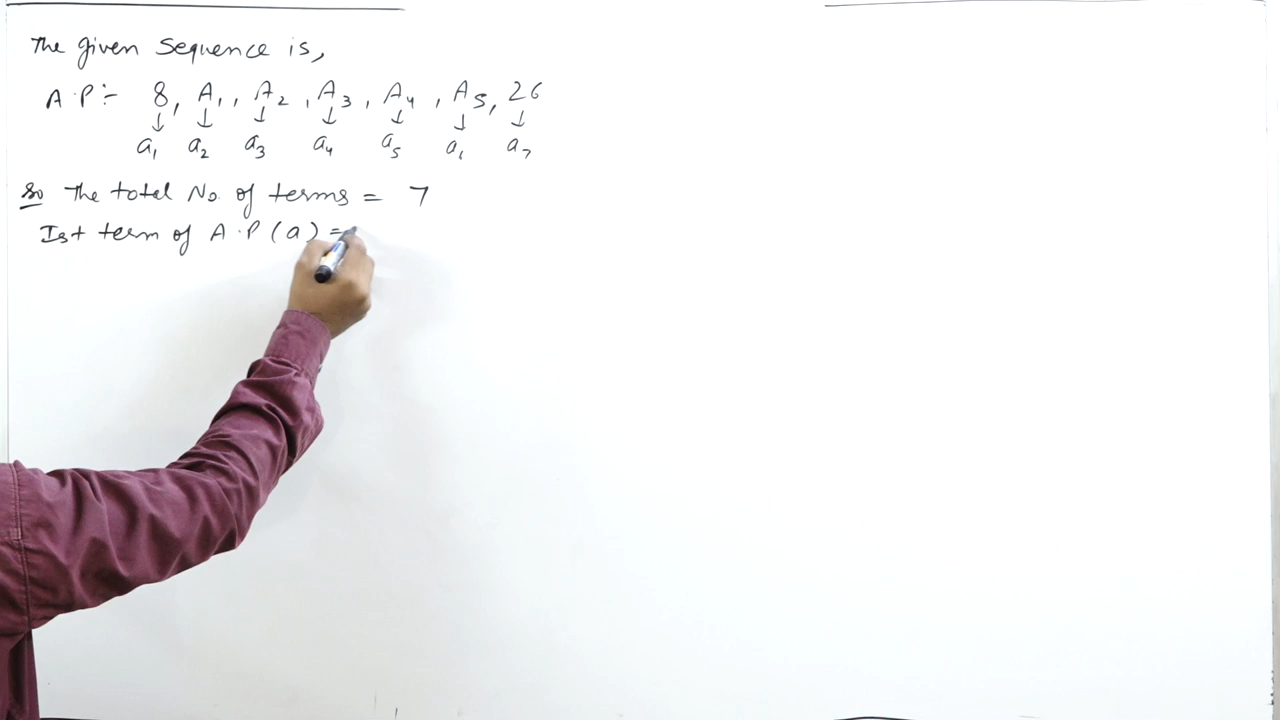 The given sequence is,
A.P:- 8, A1, A2, A3, A4, A5, 26
↓ ↓ ↓ ↓ ↓ ↓ ↓
a1 a2 a3 a4 a5 a6 a7
So The total No. of terms = 7
Ist term of A.P (a) =